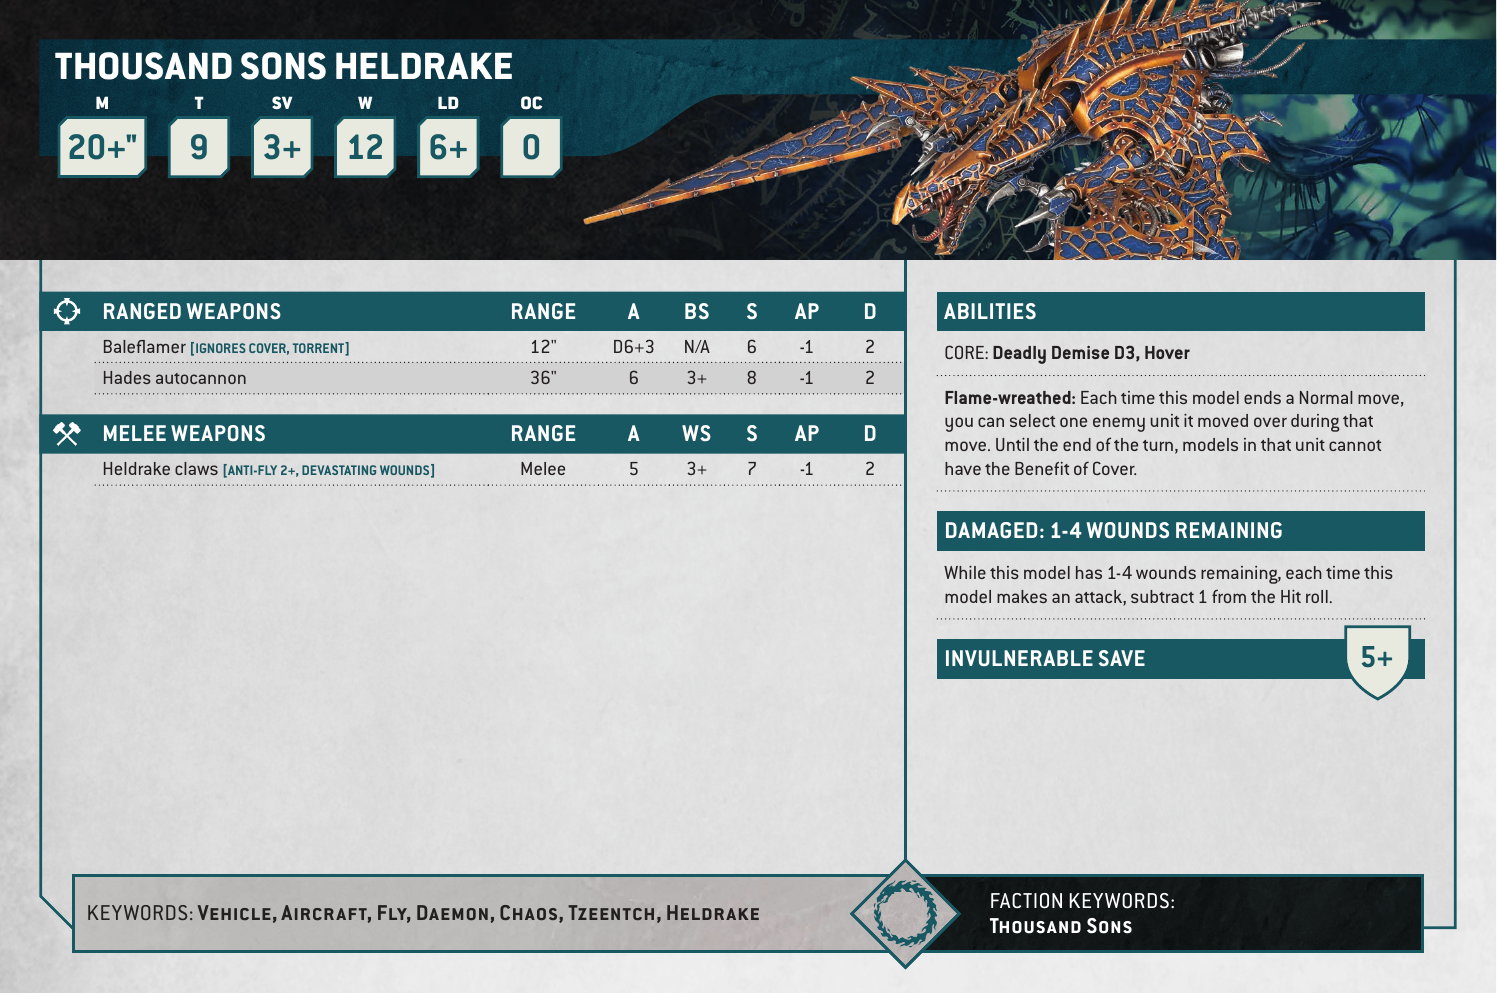 THOUSAND SONS HELDRAKE
M T SV W LD OC
20+" 9 3+ 12 6+ 0
RANGED WEAPONS RANGE A BS S AP D
Baleflamer [IGNORES COVER, TORRENT] 12" D6+3 N/A 6 -1 2
Hades autocannon 36" 6 3+ 8 -1 2
MELEE WEAPONS RANGE A WS S AP D
Heldrake claws [ANTI-FLY 2+, DEVASTATING WOUNDS] Melee 5 3+ 7 -1 2
ABILITIES
CORE: Deadly Demise D3, Hover
Flame-wreathed: Each time this model ends a Normal move,
you can select one enemy unit it moved over during that
move. Until the end of the turn, models in that unit cannot
have the Benefit of Cover.
DAMAGED: 1-4 WOUNDS REMAINING
While this model has 1-4 wounds remaining, each time this
model makes an attack, subtract 1 from the Hit roll.
INVULNERABLE SAVE 5+
KEYWORDS: VEHICLE, AIRCRAFT, FLY, DAEMON, CHAOS, TZEENTCH, HELDRAKE
FACTION KEYWORDS:
THOUSAND SONS